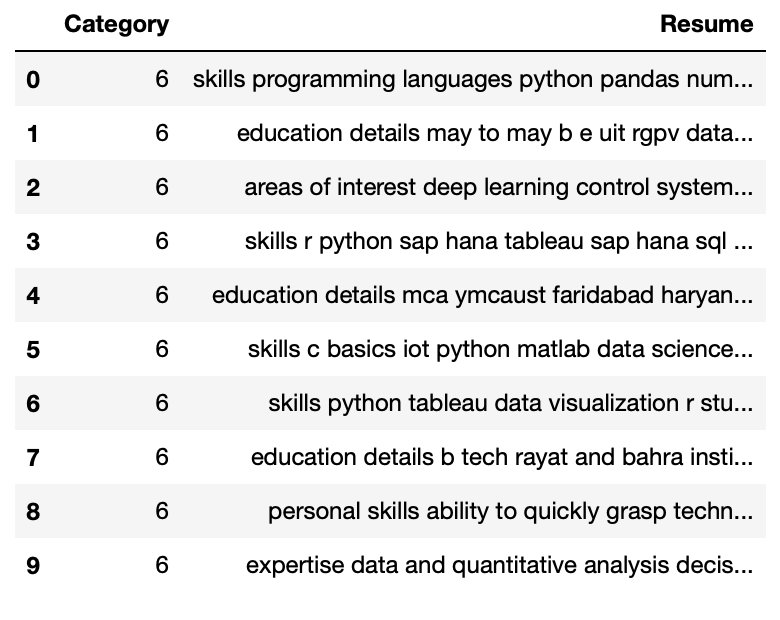 Category Resume
0 6 skills programming languages python pandas num...
1 6 education details may to may b e uit rgpv data...
2 6 areas of interest deep learning control system...
3 6 skills r python sap hana tableau sap hana sql ...
4 6 education details mca ymcaust faridabad haryan...
5 6 skills c basics iot python matlab data science...
6 6 skills python tableau data visualization r stu...
7 6 education details b tech rayat and bahra insti...
8 6 personal skills ability to quickly grasp techn...
9 6 expertise data and quantitative analysis decis...